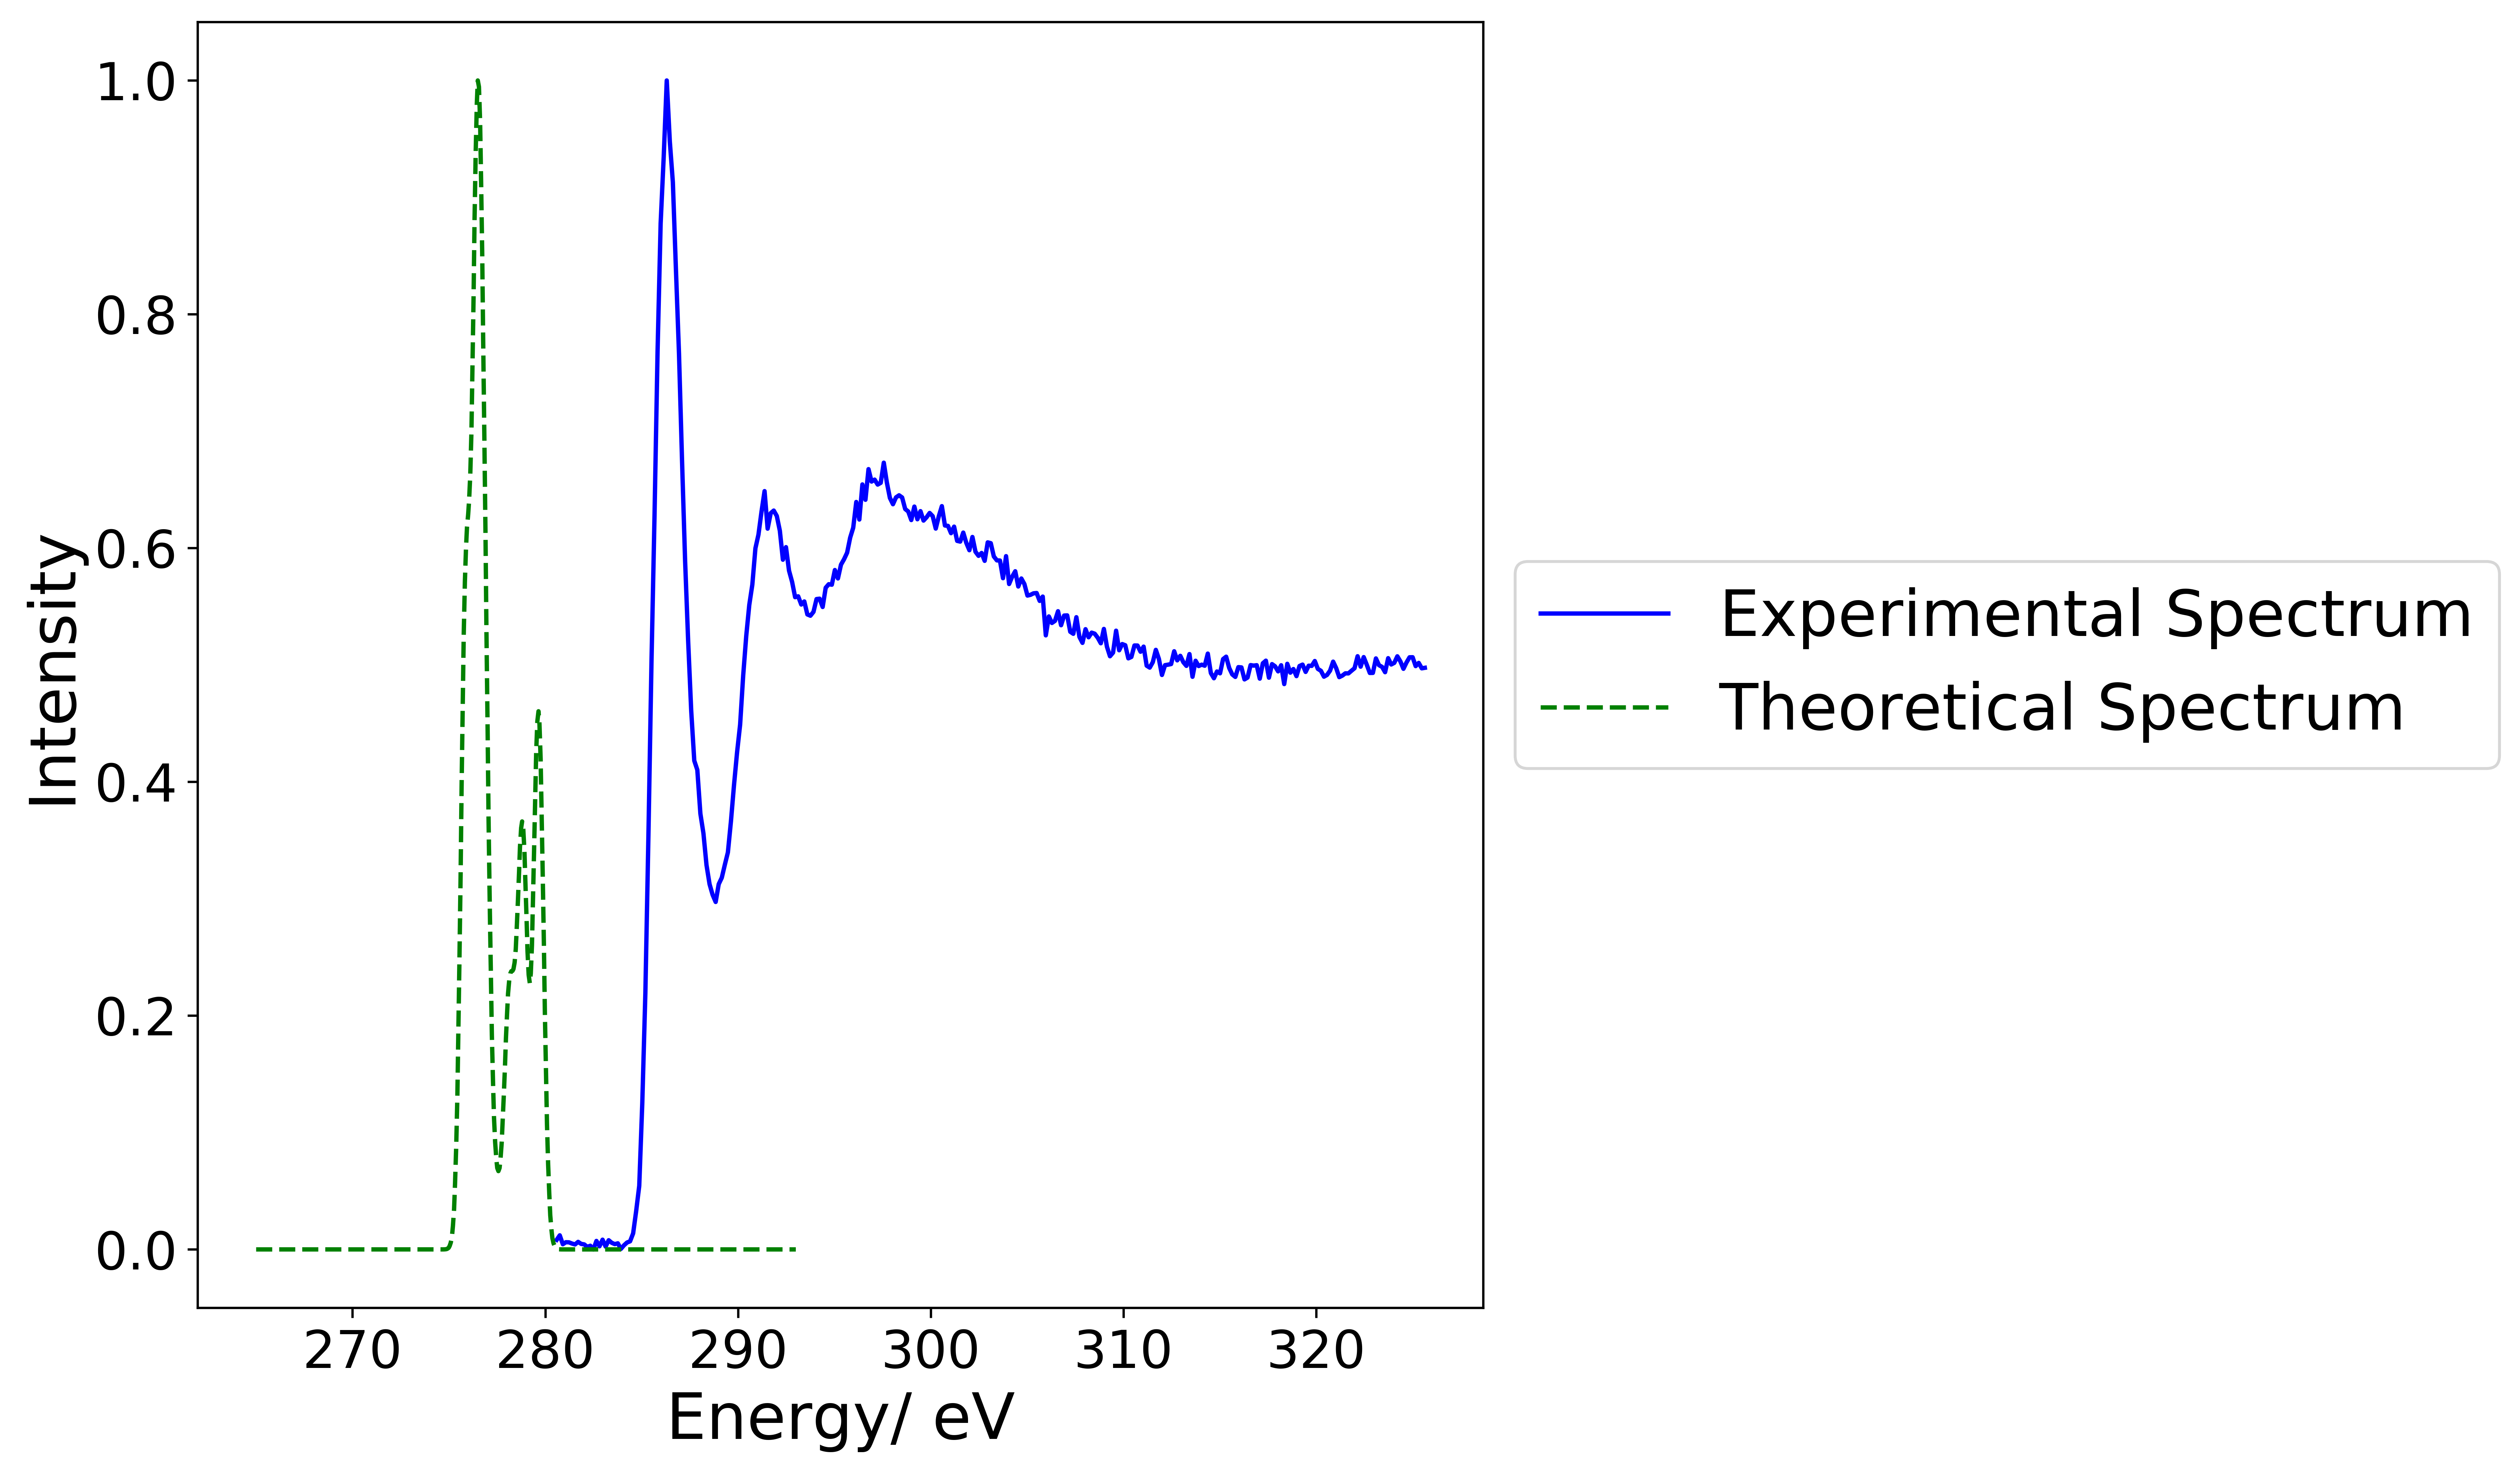 1.0
0.8
0.6
0.4
0.2
0.0
Intensity
270 280 290 300 310 320
Energy/ eV
Experimental Spectrum
Theoretical Spectrum